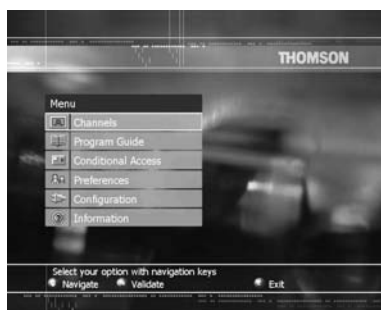 THOMSON
Menu
Channels
Program Guide
Conditional Access
Preferences
Configuration
Information
Select your option with navigation keys
Navigate Validate Exit